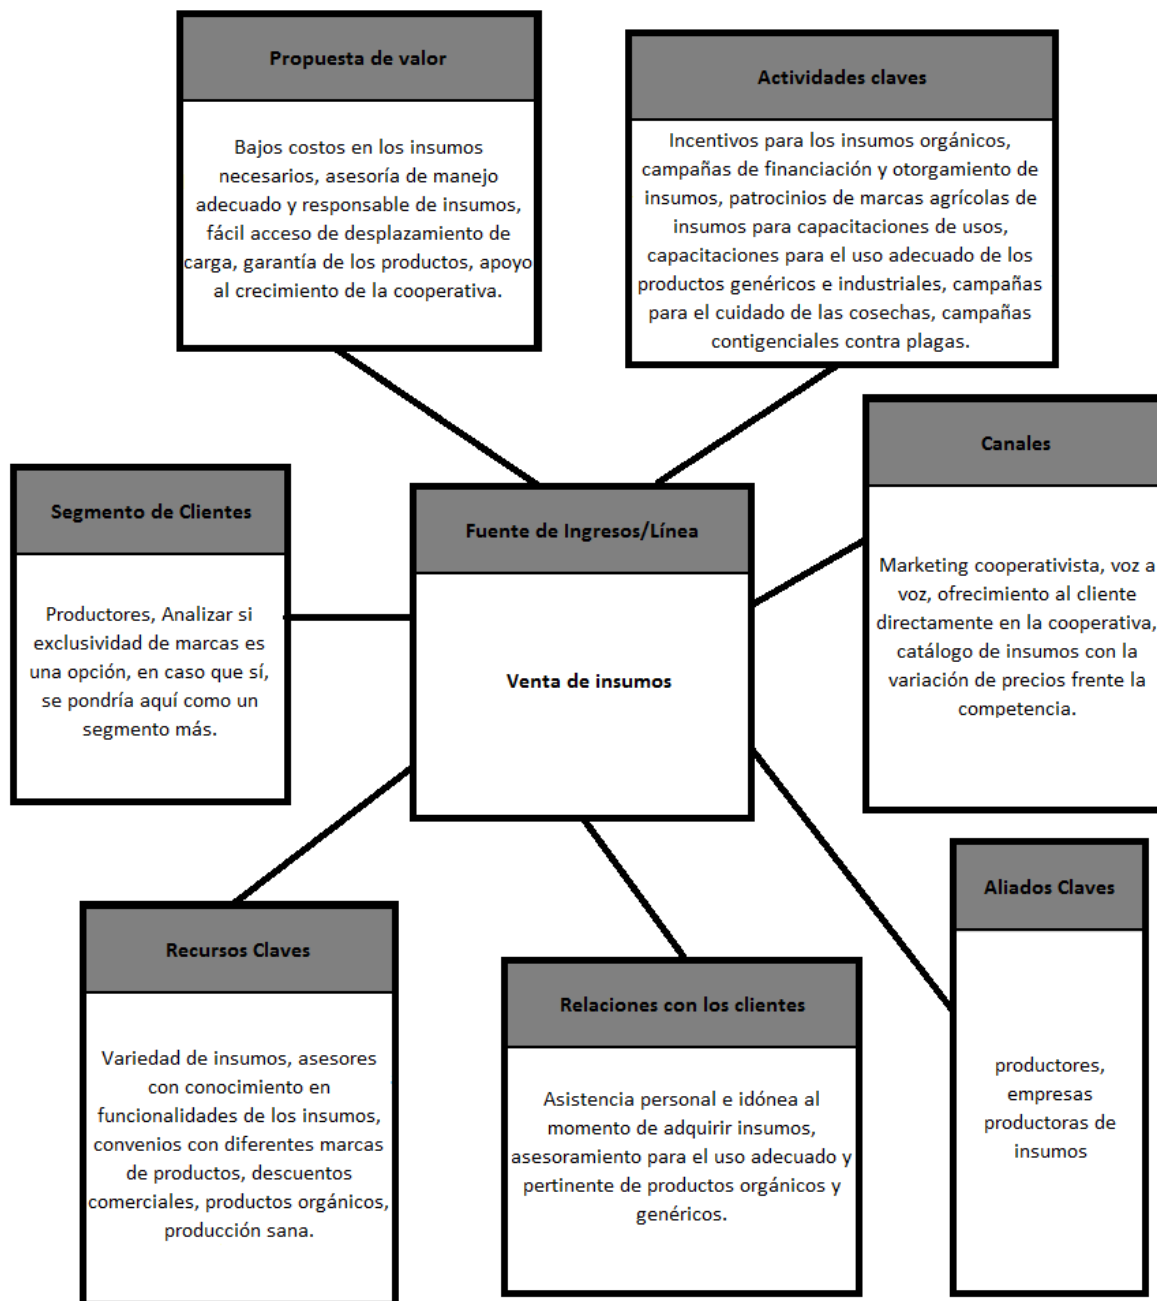 Propuesta de valor
Bajos costos en los insumos
necesarios, asesoría de manejo
adecuado y responsable de insumos,
fácil acceso de desplazamiento de
carga, garantía de los productos, apoyo
al crecimiento de la cooperativa.
Actividades claves
Incentivos para los insumos orgánicos,
campañas de financiación y otorgamiento de
insumos, patrocinios de marcas agrícolas de
insumos para capacitaciones de usos,
capacitaciones para el uso adecuado de los
productos genéricos e industriales, campañas
para el cuidado de las cosechas, campañas
contigenciales contra plagas.
Canales
Marketing cooperativista, voz a
voz, ofrecimiento al cliente
directamente en la cooperativa,
catálogo de insumos con la
variación de precios frente la
competencia.
Segmento de Clientes
Productores, Analizar si
exclusividad de marcas es
una opción, en caso que sí,
se pondría aquí como un
segmento más.
Fuente de Ingresos/Línea
Venta de insumos
Aliados Claves
productores,
empresas
productoras de
insumos
Recursos Claves
Variedad de insumos, asesores
con conocimiento en
funcionalidades de los insumos,
convenios con diferentes marcas
de productos, descuentos
comerciales, productos orgánicos,
producción sana.
Relaciones con los clientes
Asistencia personal e idónea al
momento de adquirir insumos,
asesoramiento para el uso adecuado y
pertinente de productos orgánicos y
genéricos.